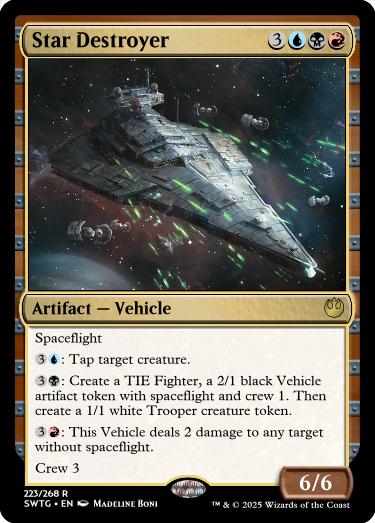 Star Destroyer 3
Artifact — Vehicle
Spaceflight
3: Tap target creature.
3: Create a TIE Fighter, a 2/1 black Vehicle
artifact token with spaceflight and crew 1. Then
create a 1/1 white Trooper creature token.
3: This Vehicle deals 2 damage to any target
without spaceflight.
Crew 3
6/6
223/268 R
SWTG • EN MADELINE BONI ™ & © 2025 Wizards of the Coast